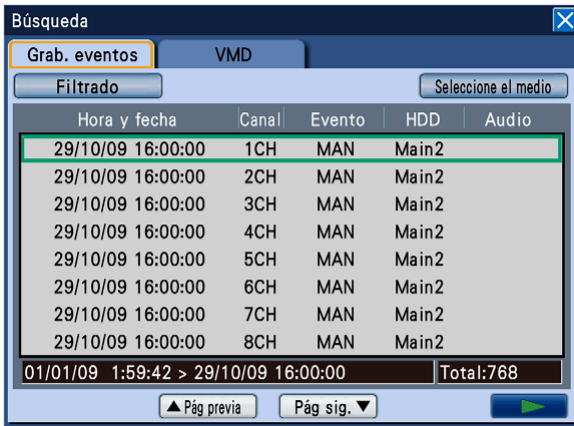 Búsqueda
Grab. eventos VMD
Filtrado Seleccione el medio
Hora y fecha Canal Evento HDD Audio
29/10/09 16:00:00 1CH MAN Main2
29/10/09 16:00:00 2CH MAN Main2
29/10/09 16:00:00 3CH MAN Main2
29/10/09 16:00:00 4CH MAN Main2
29/10/09 16:00:00 5CH MAN Main2
29/10/09 16:00:00 6CH MAN Main2
29/10/09 16:00:00 7CH MAN Main2
29/10/09 16:00:00 8CH MAN Main2
01/01/09 1:59:42 > 29/10/09 16:00:00 Total:768
▲ Pág previa Pág sig. ▼